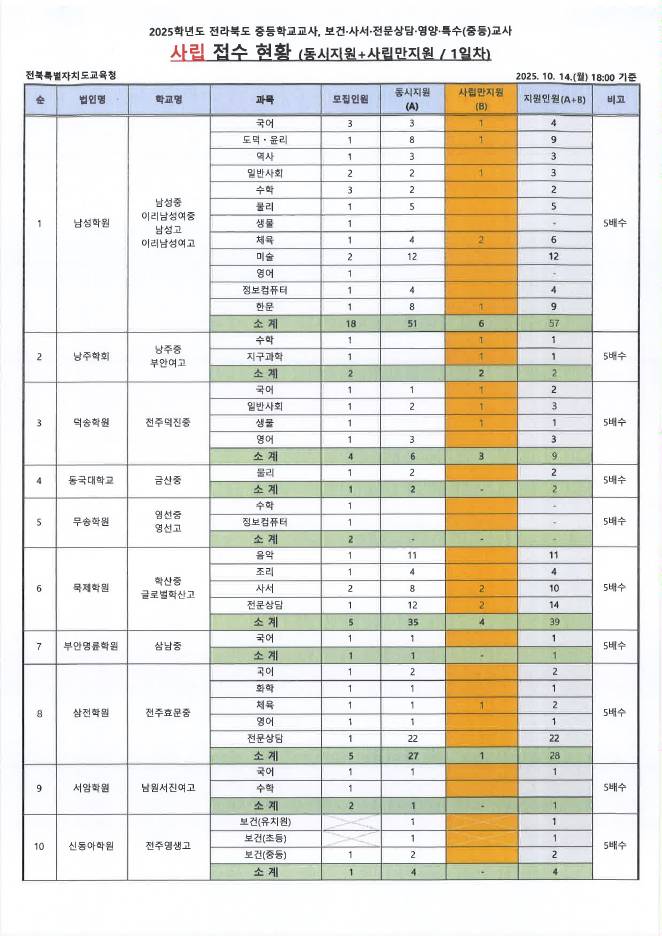 2025학년도 전라북도 중등학교교사, 보건·사서·전문상담·영양·특수(중등)교사
사립 접수 현황 (동시지원+사립만지원 / 1일차)
전북특별자치도교육청 2025. 10. 14.(월) 18:00 기준
순 법인명 학교명 과목 모집인원 동시지원 (A) 사립만지원 (B) 지원인원(A+B) 비고
1 남성학원 남성중 이리남성여중 남성고 이리남성여고 5배수
국어 3 3 1 4
도덕·윤리 1 8 1 9
역사 1 3 3
일반사회 2 2 1 3
수학 3 2 2
물리 1 5 5
생물 1 -
체육 1 4 2 6
미술 2 12 12
영어 1 -
정보컴퓨터 1 4 4
한문 1 8 1 9
소 계 18 51 6 57
2 낭주학회 낭주중 부안여고 5배수
수학 1 1 1
지구과학 1 1 1
소 계 2 2 2
3 덕송학원 전주덕진중 5배수
국어 1 1 1 2
일반사회 1 2 1 3
생물 1 1 1
영어 1 3 3
소 계 4 6 3 9
4 동국대학교 금산중 5배수
물리 1 2 2
소 계 1 2 - 2
5 무송학원 영선중 영선고 5배수
수학 1 -
정보컴퓨터 1 -
소 계 2 - - -
6 묵제학원 학산중 글로벌학산고 5배수
음악 1 11 11
조리 1 4 4
사서 2 8 2 10
전문상담 1 12 2 14
소 계 5 35 4 39
7 부안명륜학원 삼남중 5배수
국어 1 1 1
소 계 1 1 - 1
8 삼전학원 전주효문중 5배수
국어 1 2 2
화학 1 1 1
체육 1 1 1 2
영어 1 1 1
전문상담 1 22 22
소 계 5 27 1 28
9 서암학원 남원서진여고 5배수
국어 1 1 1
수학 1
소 계 2 1 - 1
10 신동아학원 전주영생고 5배수
보건(유치원) 1 1
보건(초등) 1 1
보건(중등) 1 2 2
소 계 1 4 - 4